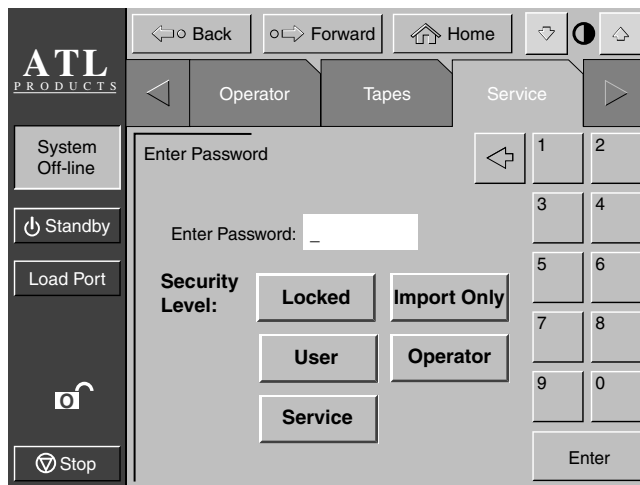 Back
Forward
Home
ATL
PRODUCTS
Operator
Tapes
Service
System
Off-line
Standby
Load Port
O
Stop
Enter Password
Enter Password: _
Security
Level:
Locked
Import Only
User
Operator
Service
1
2
3
4
5
6
7
8
9
0
Enter